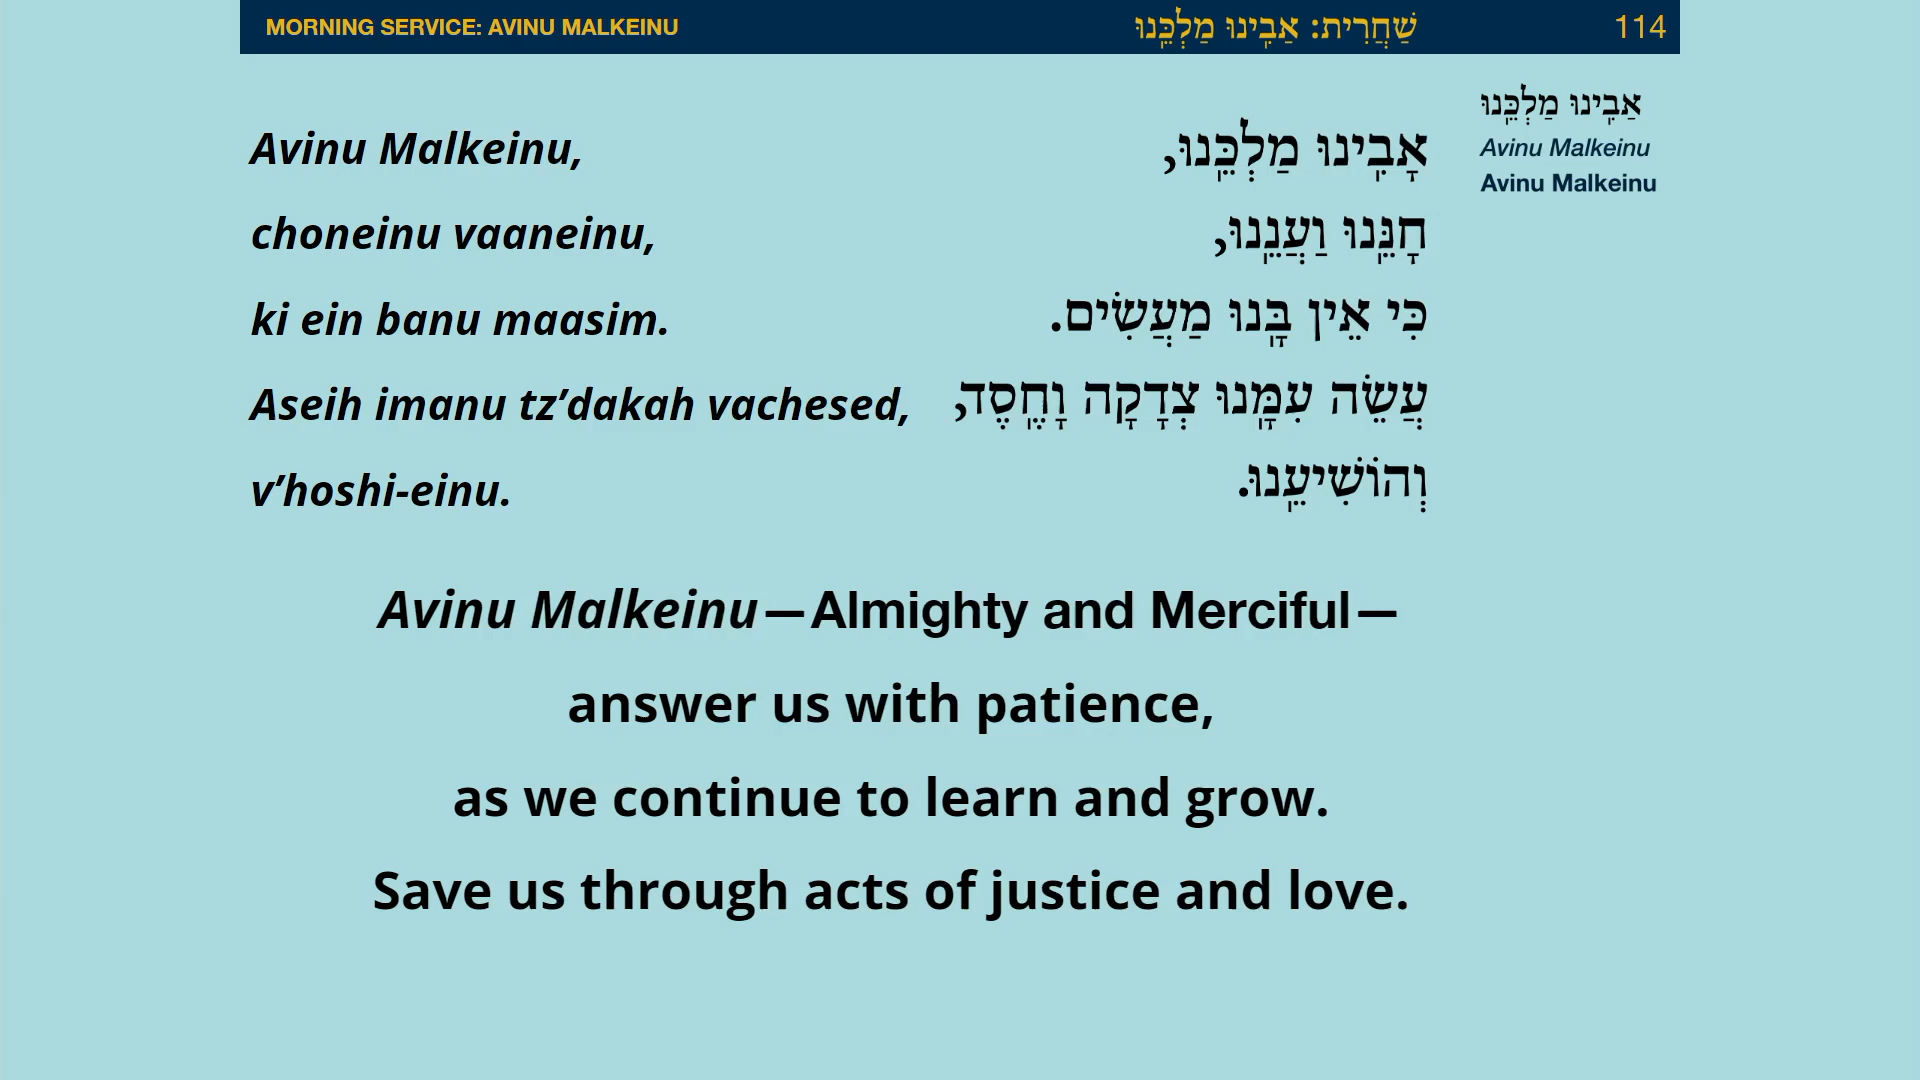 MORNING SERVICE: AVINU MALKEINU
שַׁחֲרִית: אַבִֽינוּ מַלְכֵּֽנוּ
114
אַבִֽינוּ מַלְכֵּֽנוּ
Avinu Malkeinu
Avinu Malkeinu
Avinu Malkeinu,
אָבִֽינוּ מַלְכֵּֽנוּ,
choneinu vaaneinu,
חָנֵּֽנוּ וַעֲנֵֽנוּ,
ki ein banu maasim.
כִּי אֵין בָּֽנוּ מַעֲשִׂים.
Aseih imanu tz’dakah vachesed,
עֲשֵׂה עִמָּֽנוּ צְדָקָה וָחֶֽסֶד,
v’hoshi-einu.
וְהוֹשִׁיעֵֽנוּ.
Avinu Malkeinu—Almighty and Merciful—
answer us with patience,
as we continue to learn and grow.
Save us through acts of justice and love.